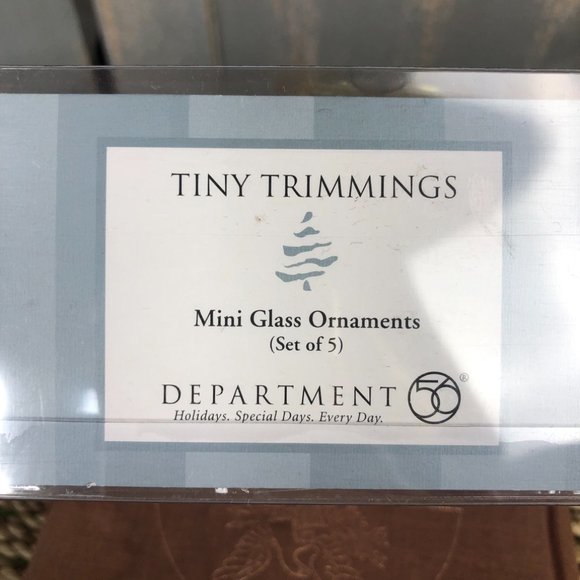 TINY TRIMMINGS
Mini Glass Ornaments
(Set of 5)
DEPARTMENT 56®
Holidays. Special Days. Every Day.